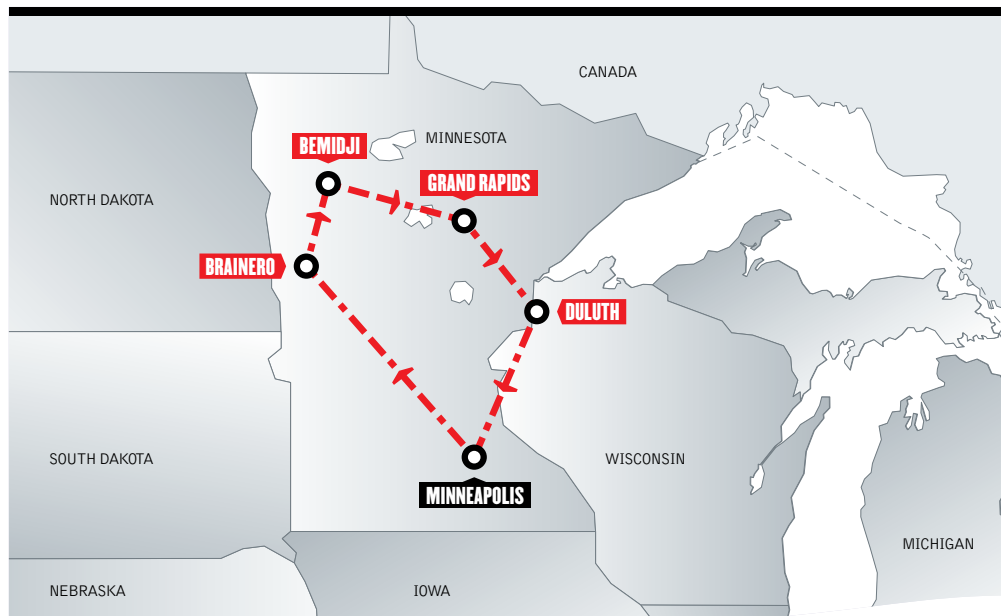 CANADA
MINNESOTA
BEMIDJI
GRAND RAPIDS
NORTH DAKOTA
BRAINERO
DULUTH
SOUTH DAKOTA
WISCONSIN
MINNEAPOLIS
MICHIGAN
NEBRASKA
IOWA